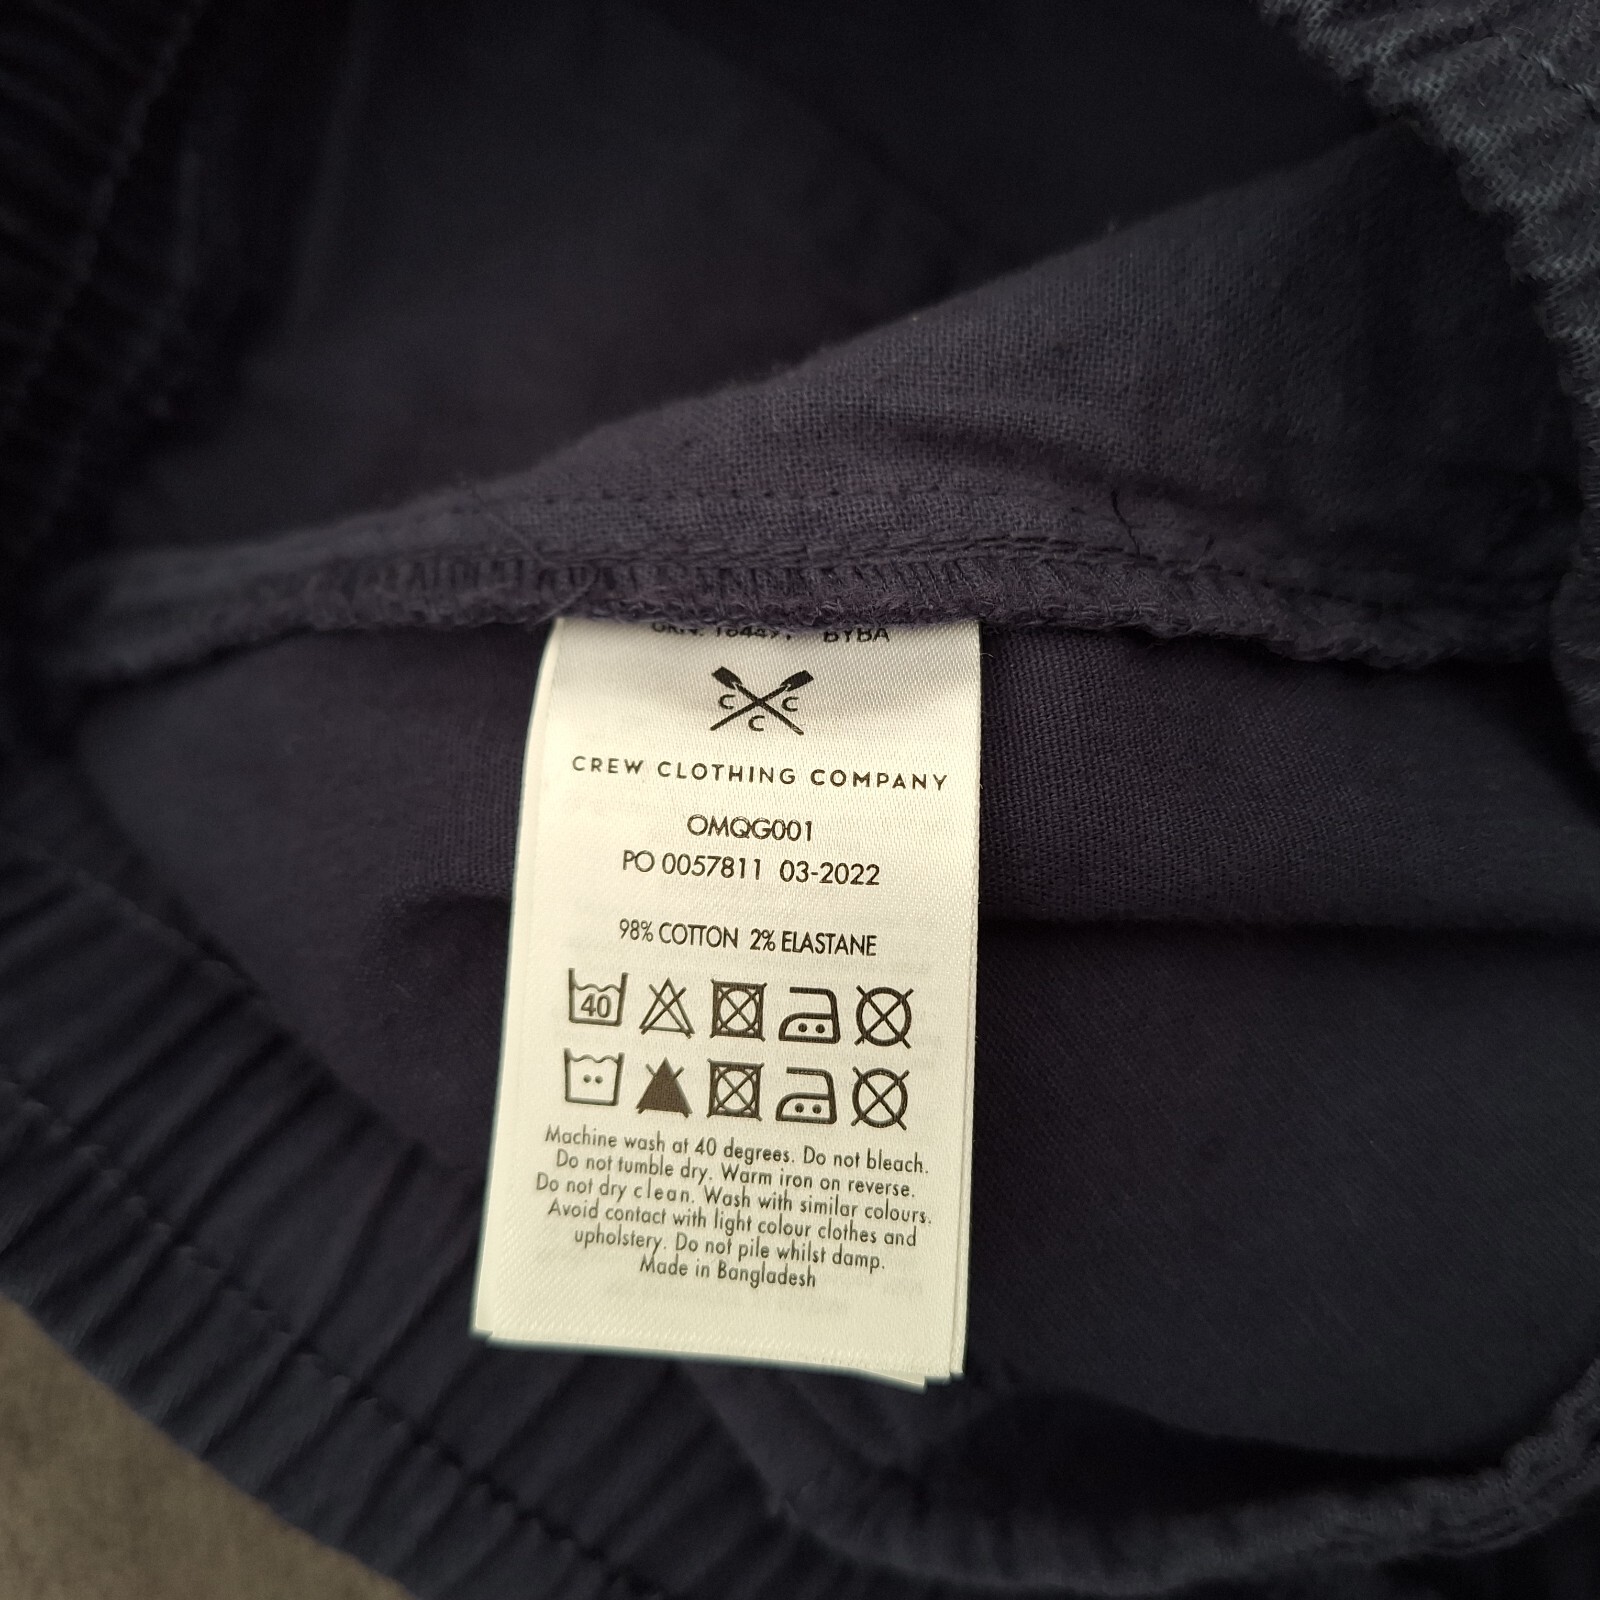 BYBA
C C
C
CREW CLOTHING COMPANY
OMQG001
PO 0057811 03-2022
98% COTTON 2% ELASTANE
40
Machine wash at 40 degrees. Do not bleach.
Do not tumble dry. Warm iron on reverse.
Do not dry clean. Wash with similar colours.
Avoid contact with light colour clothes and
upholstery. Do not pile whilst damp.
Made in Bangladesh